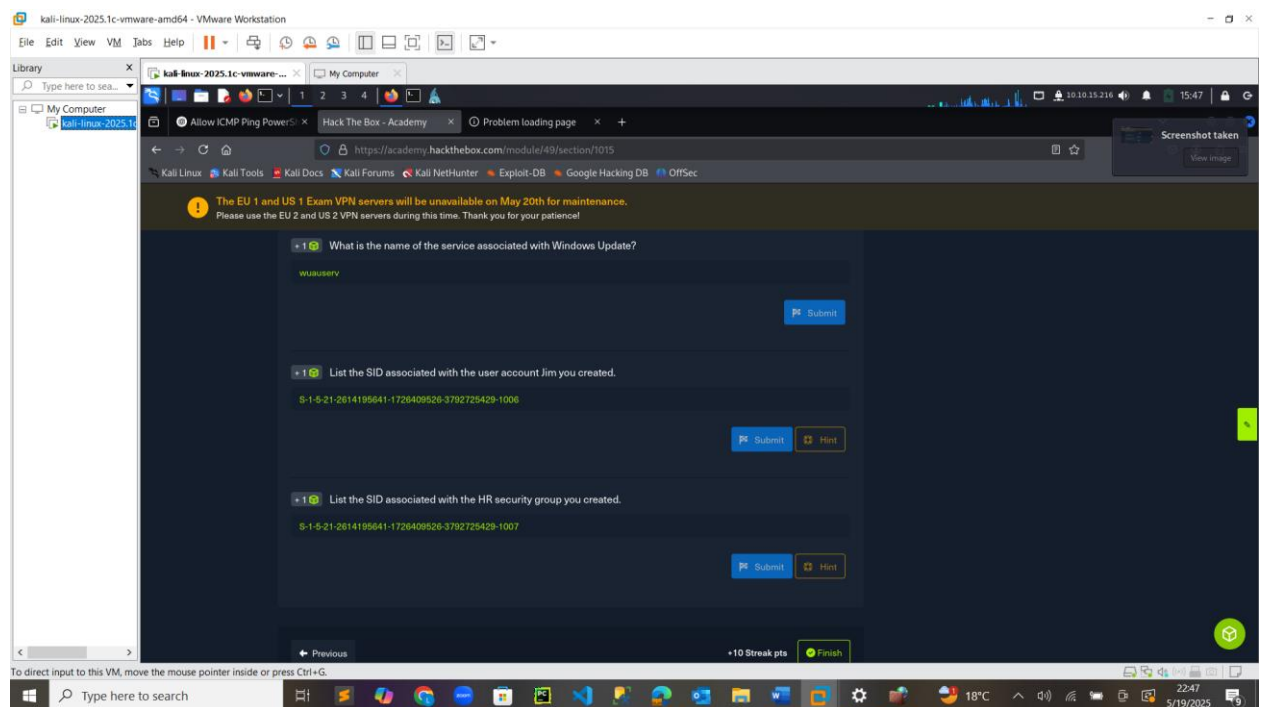 kali-linux-2025.1c-vmware-amd64 - VMware Workstation
File Edit View VM Tabs Help
Library
Type here to sea...
My Computer
kali-linux-2025.1c
kali-linux-2025.1c-vmware-...
My Computer
1 2 3 4
10.10.15.216
15:47
Allow ICMP Ping PowerS
Hack The Box - Academy
Problem loading page
https://academy.hackthebox.com/module/49/section/1015
Screenshot taken
View image
Kali Linux Kali Tools Kali Docs Kali Forums Kali NetHunter Exploit-DB Google Hacking DB OffSec
The EU 1 and US 1 Exam VPN servers will be unavailable on May 20th for maintenance.
Please use the EU 2 and US 2 VPN servers during this time. Thank you for your patience!
+ 1 What is the name of the service associated with Windows Update?
wuauserv
Submit
+ 1 List the SID associated with the user account Jim you created.
S-1-5-21-2614195641-1726409526-3792725429-1006
Submit Hint
+ 1 List the SID associated with the HR security group you created.
S-1-5-21-2614195641-1726409526-3792725429-1007
Submit Hint
Previous
+10 Streak pts
Finish
To direct input to this VM, move the mouse pointer inside or press Ctrl+G.
Type here to search
18°C
22:47
5/19/2025